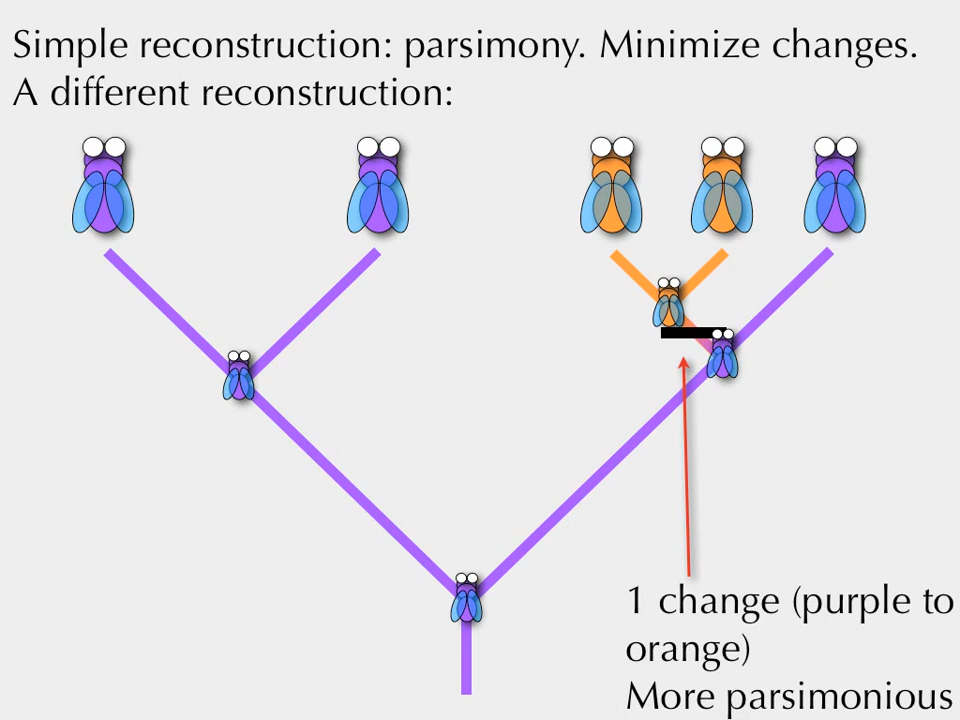 Simple reconstruction: parsimony. Minimize changes.
A different reconstruction:
1 change (purple to
orange)
More parsimonious